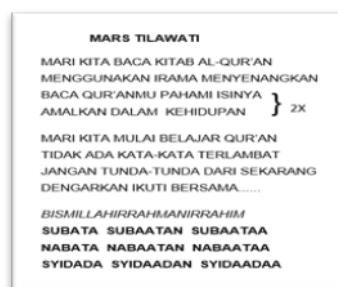 MARS TILAWATI
MARI KITA BACA KITAB AL-QUR'AN
MENGGUNAKAN IRAMA MENYENANGKAN
BACA QUR'ANMU PAHAMI ISINYA
AMALKAN DALAM KEHIDUPAN } 2X
MARI KITA MULAI BELAJAR QUR'AN
TIDAK ADA KATA-KATA TERLAMBAT
JANGAN TUNDA-TUNDA DARI SEKARANG
DENGARKAN IKUTI BERSAMA......
BISMILLAHIRRAHMANIRRAHIM
SUBATA SUBAATAN SUBAATAA
NABATA NABAATAN NABAATAA
SYIDADA SYIDAADAN SYIDAADAA